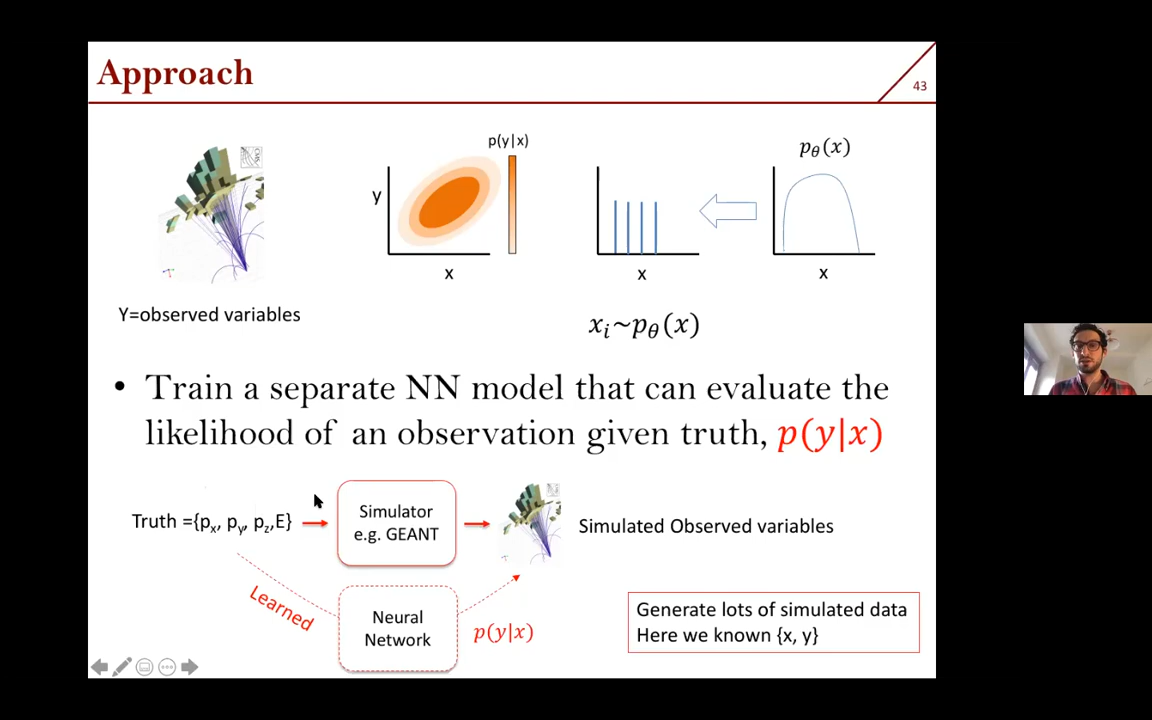 Approach
43
p(y|x)
pθ(x)
y
x
x
x
Y=observed variables
xᵢ~pθ(x)
• Train a separate NN model that can evaluate the
likelihood of an observation given truth, p(y|x)
Truth ={pₓ, pᵧ, p_z,E}
Simulator
e.g. GEANT
Simulated Observed variables
Learned
Neural
Network
p(y|x)
Generate lots of simulated data
Here we known {x, y}